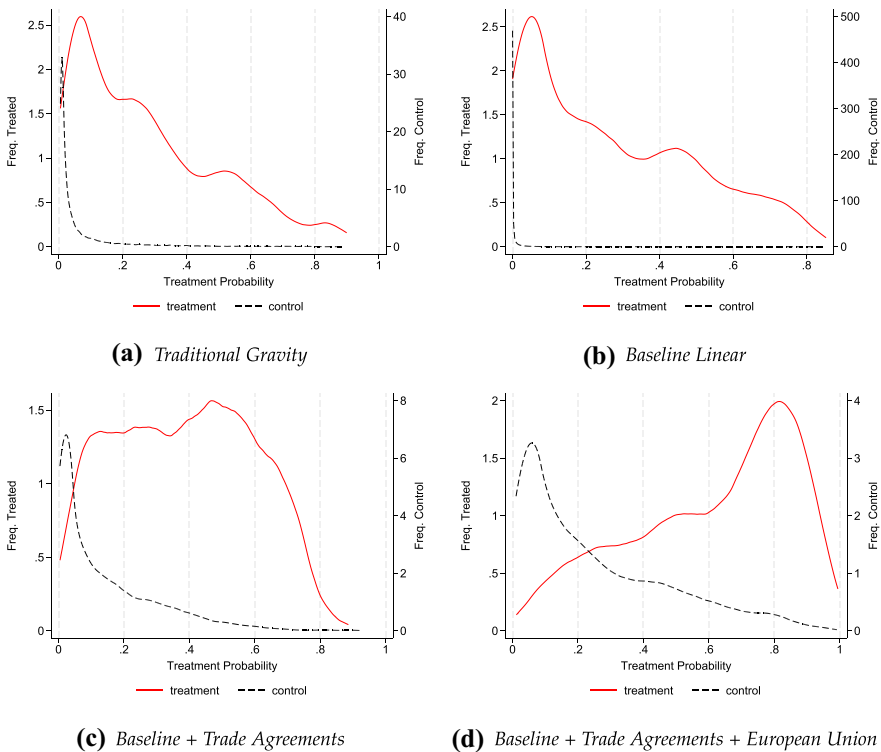 2.5
2
1.5
1
.5
0
Freq. Treated
40
30
20
10
0
Freq. Control
0 .2 .4 .6 .8 1
Treatment Probability
treatment control
(a) Traditional Gravity
2.5
2
1.5
1
.5
0
Freq. Treated
500
400
300
200
100
0
Freq. Control
0 .2 .4 .6 .8
Treatment Probability
treatment control
(b) Baseline Linear
1.5
1
.5
0
Freq. Treated
8
6
4
2
0
Freq. Control
0 .2 .4 .6 .8 1
Treatment Probability
treatment control
(c) Baseline + Trade Agreements
2
1.5
1
.5
0
Freq. Treated
4
3
2
1
0
Freq. Control
0 .2 .4 .6 .8 1
Treatment Probability
treatment control
(d) Baseline + Trade Agreements + European Union